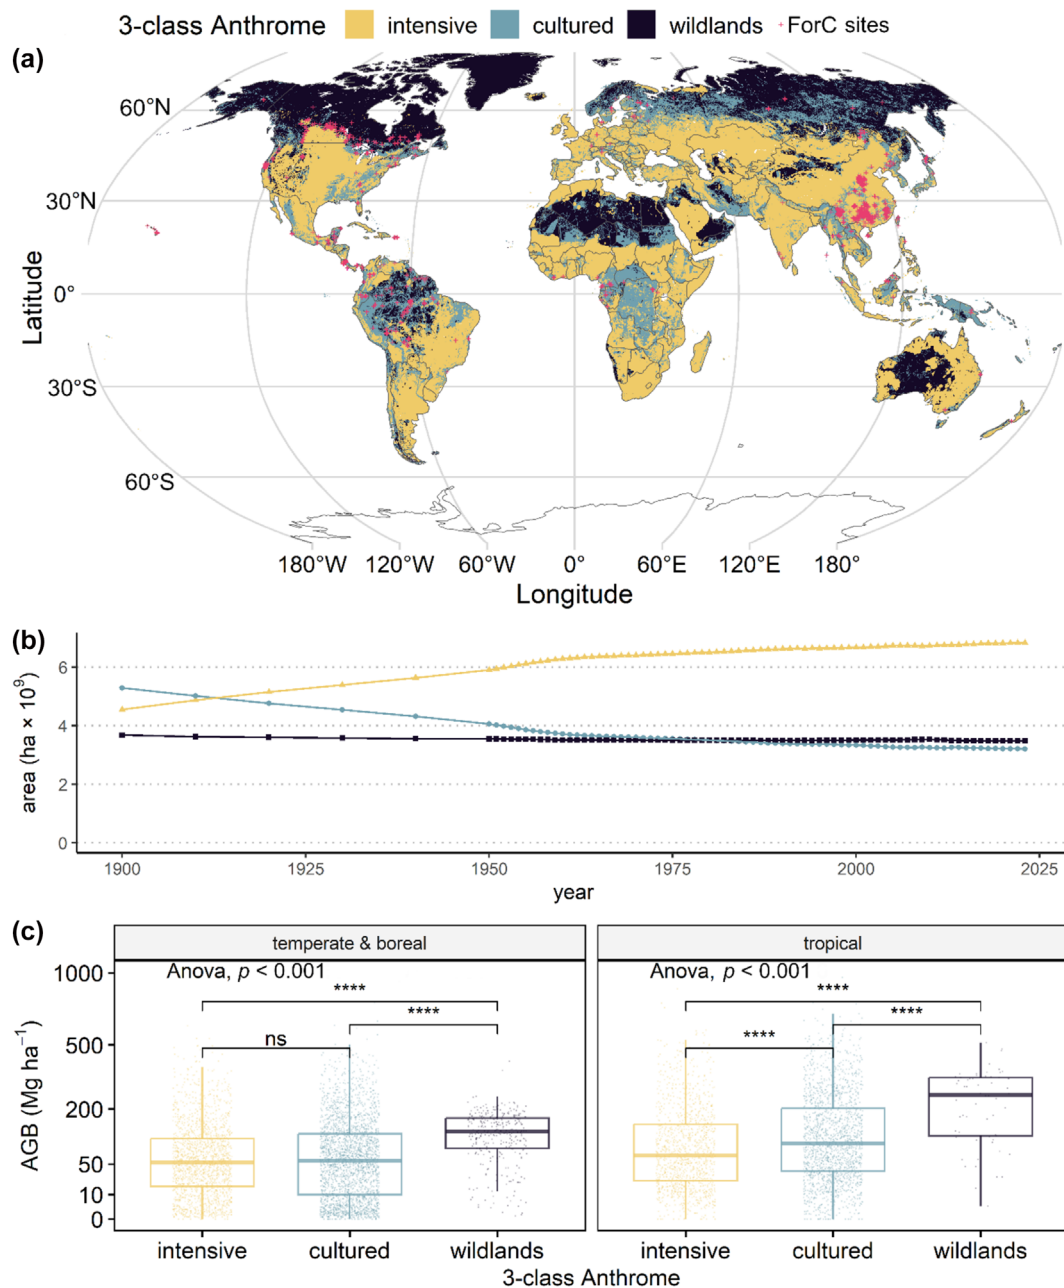 3-class Anthrome intensive cultured wildlands ForC sites
(a)
60°N
30°N
0°
30°S
60°S
Latitude
180°W 120°W 60°W 0° 60°E 120°E 180°
Longitude
(b)
6
4
2
0
area (ha × 10⁹)
1900 1925 1950 1975 2000 2025
year
(c)
temperate & boreal tropical
Anova, p < 0.001 Anova, p < 0.001
**** ****
**** ****
ns ****
1000
500
200
50
10
0
AGB (Mg ha⁻¹)
intensive cultured wildlands intensive cultured wildlands
3-class Anthrome